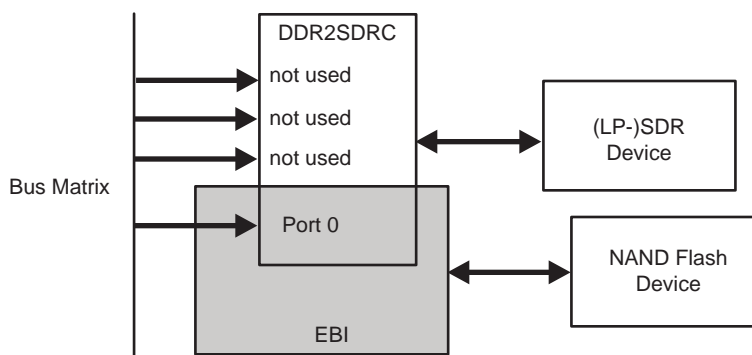 DDR2SDRC
not used
not used
not used
(LP-)SDR
Device
Bus Matrix
Port 0
NAND Flash
Device
EBI